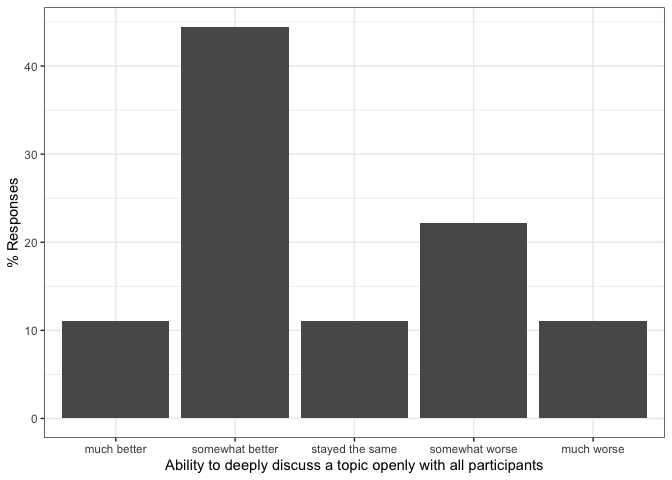 % Responses
40
30
20
10
0
much better somewhat better stayed the same somewhat worse much worse
Ability to deeply discuss a topic openly with all participants